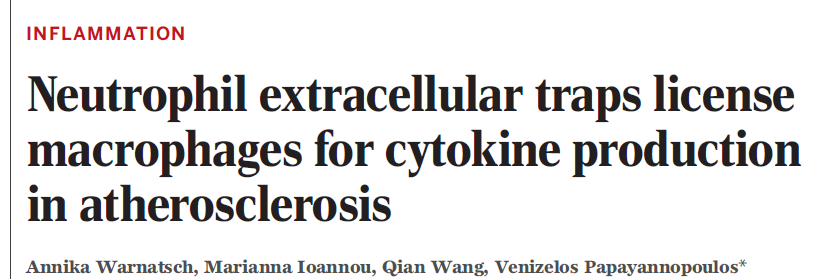 INFLAMMATION
Neutrophil extracellular traps license
macrophages for cytokine production
in atherosclerosis
Annika Warnatsch, Marianna Ioannou, Qian Wang, Venizelos Papayannopoulos*